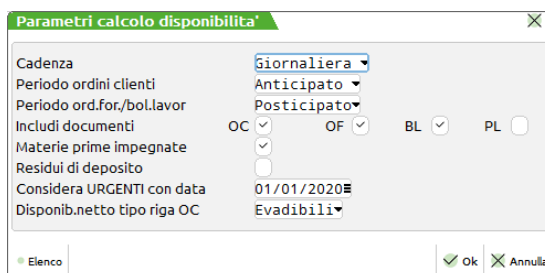 Parametri calcolo disponibilita'
Cadenza Giornaliera
Periodo ordini clienti Anticipato
Periodo ord.for./bol.lavor Posticipato
Includi documenti OC OF BL PL
Materie prime impegnate
Residui di deposito
Considera URGENTI con data 01/01/2020
Disponib.netto tipo riga OC Evadibili
Elenco Ok Annulla